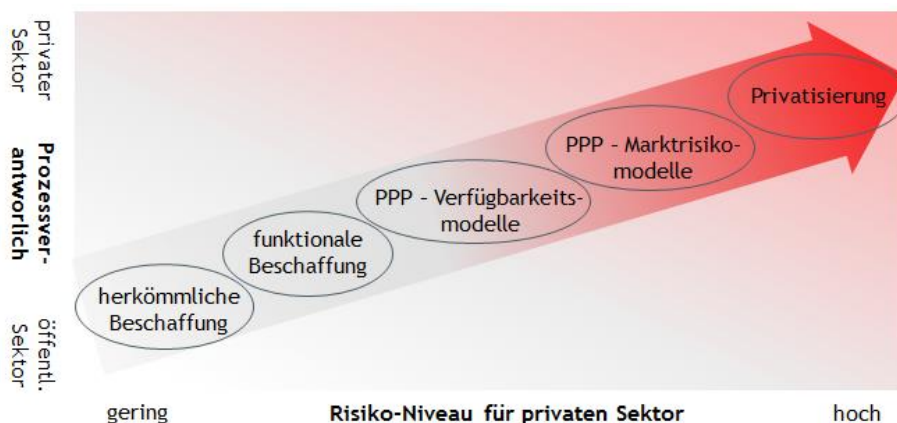 privater
Sektor
Prozessver-
antworlich
öffentl.
Sektor
Privatisierung
PPP - Marktrisiko-
modelle
PPP - Verfügbarkeits-
modelle
funktionale
Beschaffung
herkömmliche
Beschaffung
gering
Risiko-Niveau für privaten Sektor
hoch